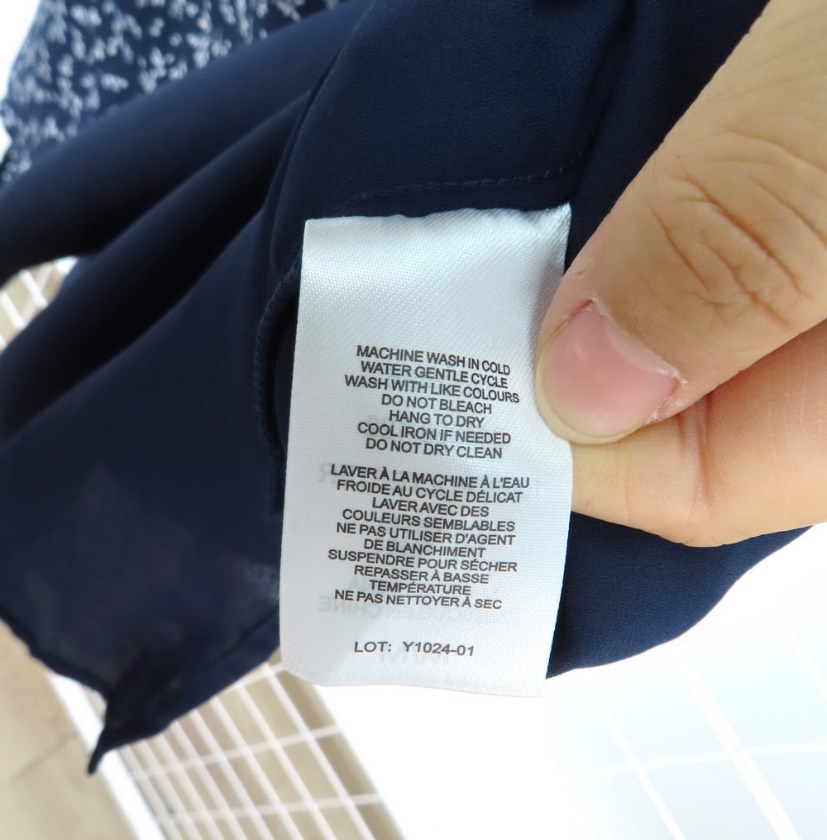 MACHINE WASH IN COLD
WATER GENTLE CYCLE
WASH WITH LIKE COLOURS
DO NOT BLEACH
HANG TO DRY
COOL IRON IF NEEDED
DO NOT DRY CLEAN
LAVER À LA MACHINE À L'EAU
FROIDE AU CYCLE DÉLICAT
LAVER AVEC DES
COULEURS SEMBLABLES
NE PAS UTILISER D'AGENT
DE BLANCHIMENT
SUSPENDRE POUR SÉCHER
REPASSER À BASSE
TEMPÉRATURE
NE PAS NETTOYER À SEC
LOT: Y1024-01